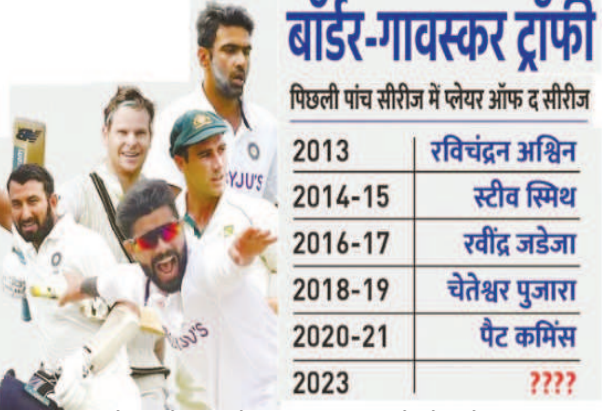 बॉर्डर-गावस्कर ट्रॉफी
पिछली पांच सीरीज में प्लेयर ऑफ द सीरीज
2013 रविचंद्रन अश्विन
2014-15 स्टीव स्मिथ
2016-17 रवींद्र जडेजा
2018-19 चेतेश्वर पुजारा
2020-21 पैट कमिंस
2023 ????
BYJU'S